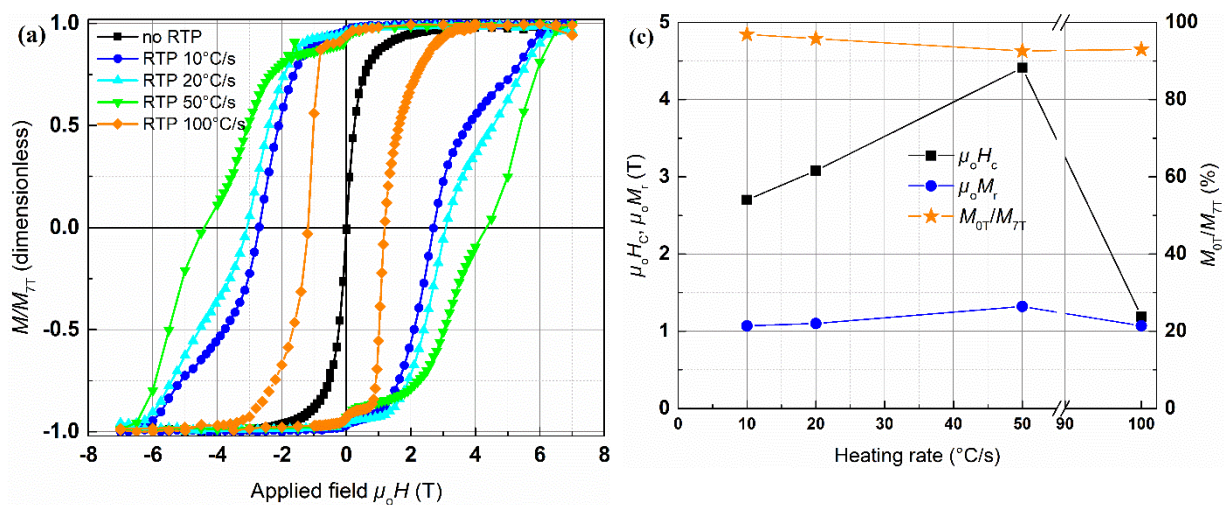 (a)
no RTP
RTP 10°C/s
RTP 20°C/s
RTP 50°C/s
RTP 100°C/s
M/M7T (dimensionless)
1.0
0.5
0.0
-0.5
-1.0
-8 -6 -4 -2 0 2 4 6 8
Applied field μoH (T)
(c)
μoHC, μoMr (T)
5
4
3
2
1
0
μoHc
μoMr
M0T/M7T
100
80
60
40
20
0
M0T/M7T (%)
0 10 20 30 40 50 90 100
Heating rate (°C/s)